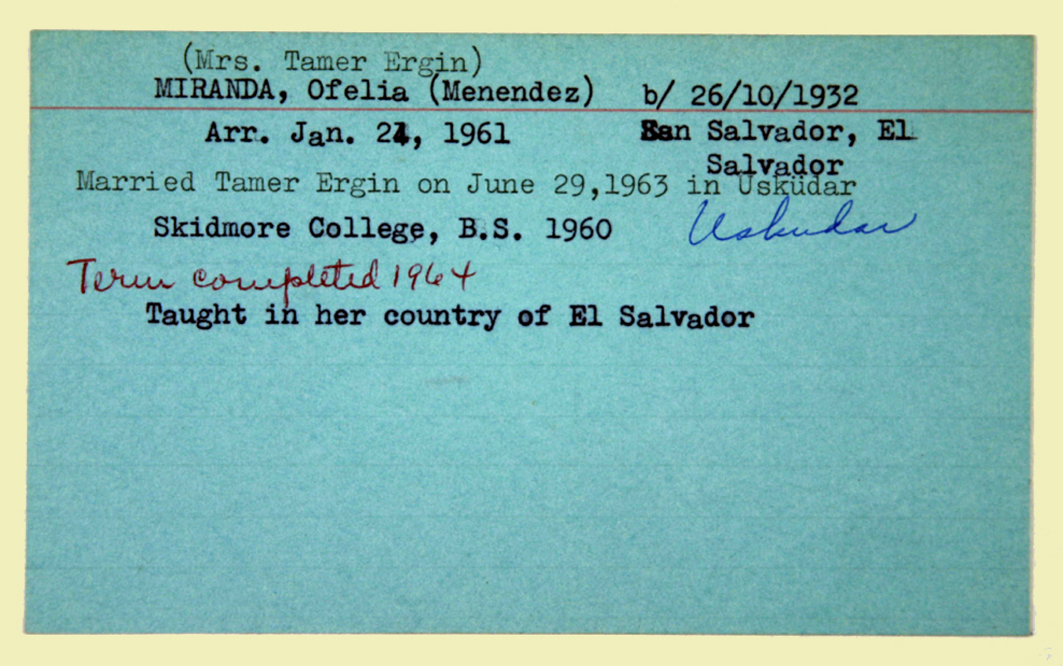 (Mrs. Tamer Ergin)
MIRANDA, Ofelia (Menendez) b/ 26/10/1932
Arr. Jan. 21, 1961 San Salvador, El
Salvador
Married Tamer Ergin on June 29,1963 in Usküdar
Skidmore College, B.S. 1960 Uskudar
Term completed 1964
Taught in her country of El Salvador